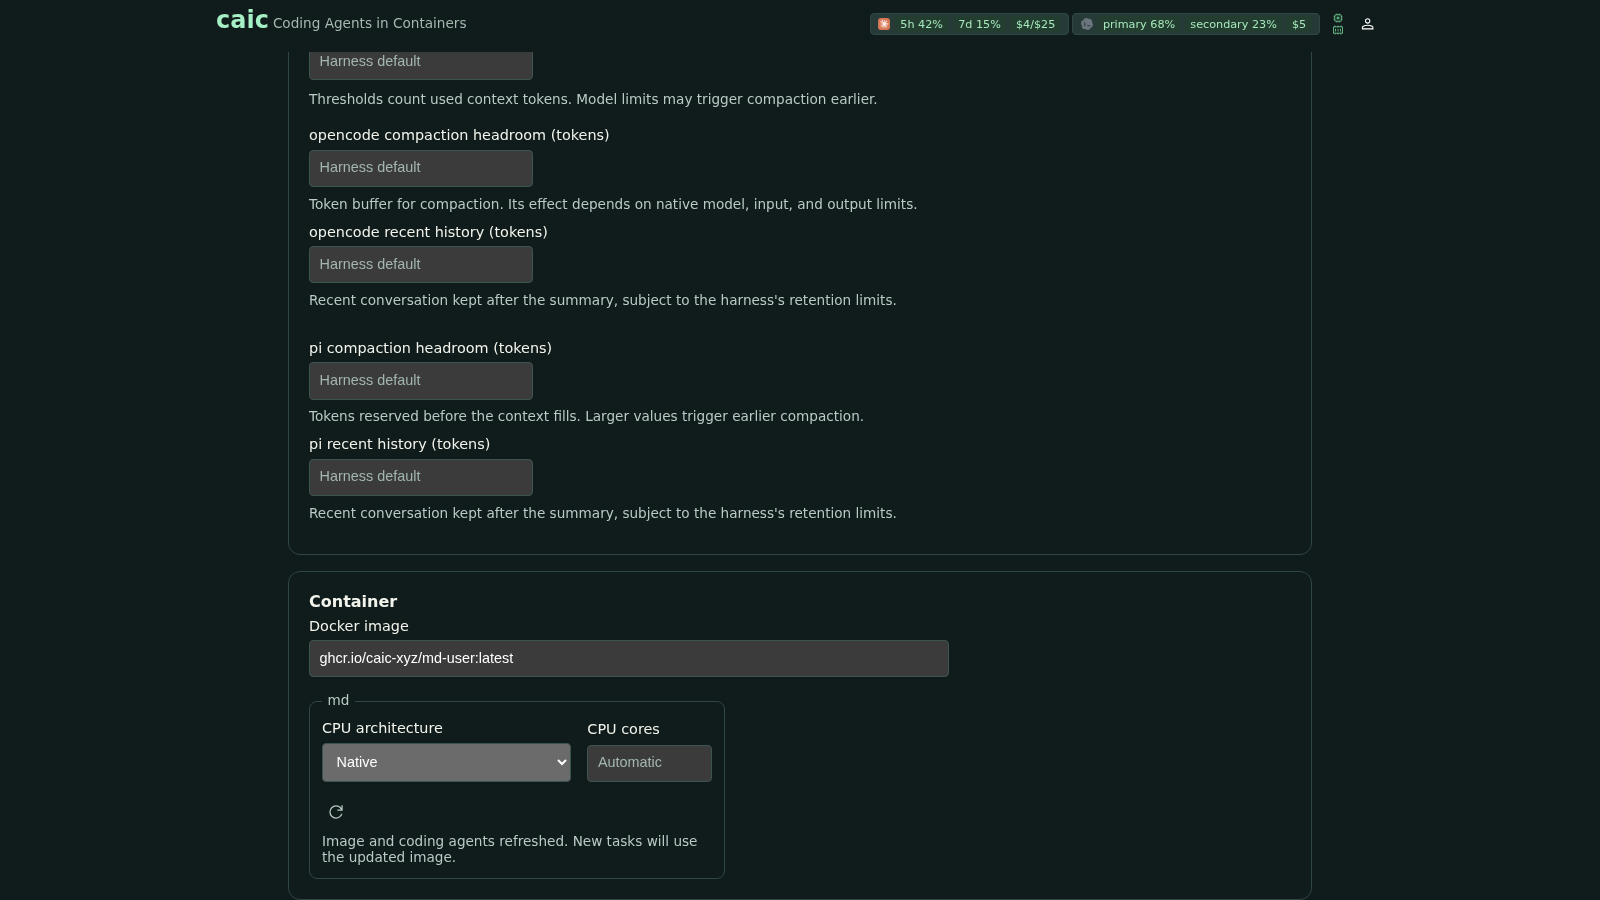 caic Coding Agents in Containers
5h 42% 7d 15% $4/$25 primary 68% secondary 23% $5
Harness default
Thresholds count used context tokens. Model limits may trigger compaction earlier.
opencode compaction headroom (tokens)
Harness default
Token buffer for compaction. Its effect depends on native model, input, and output limits.
opencode recent history (tokens)
Harness default
Recent conversation kept after the summary, subject to the harness's retention limits.
pi compaction headroom (tokens)
Harness default
Tokens reserved before the context fills. Larger values trigger earlier compaction.
pi recent history (tokens)
Harness default
Recent conversation kept after the summary, subject to the harness's retention limits.
Container
Docker image
ghcr.io/caic-xyz/md-user:latest
md
CPU architecture CPU cores
Native Automatic
Image and coding agents refreshed. New tasks will use
the updated image.